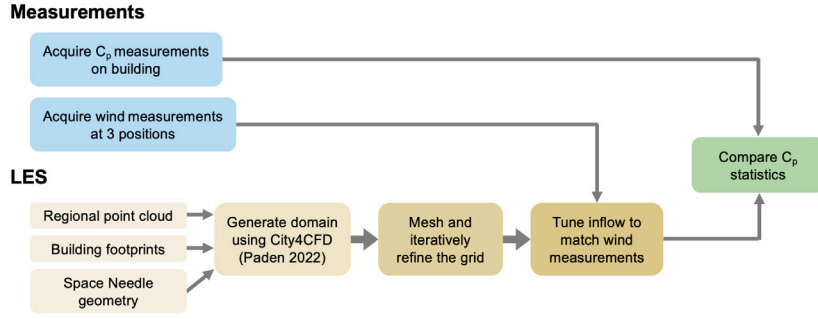 Measurements
Acquire Cp measurements
on building
Acquire wind measurements
at 3 positions
Compare Cp
statistics
LES
Regional point cloud
Building footprints
Space Needle
geometry
Generate domain
using City4CFD
(Paden 2022)
Mesh and
iteratively
refine the grid
Tune inflow to
match wind
measurements